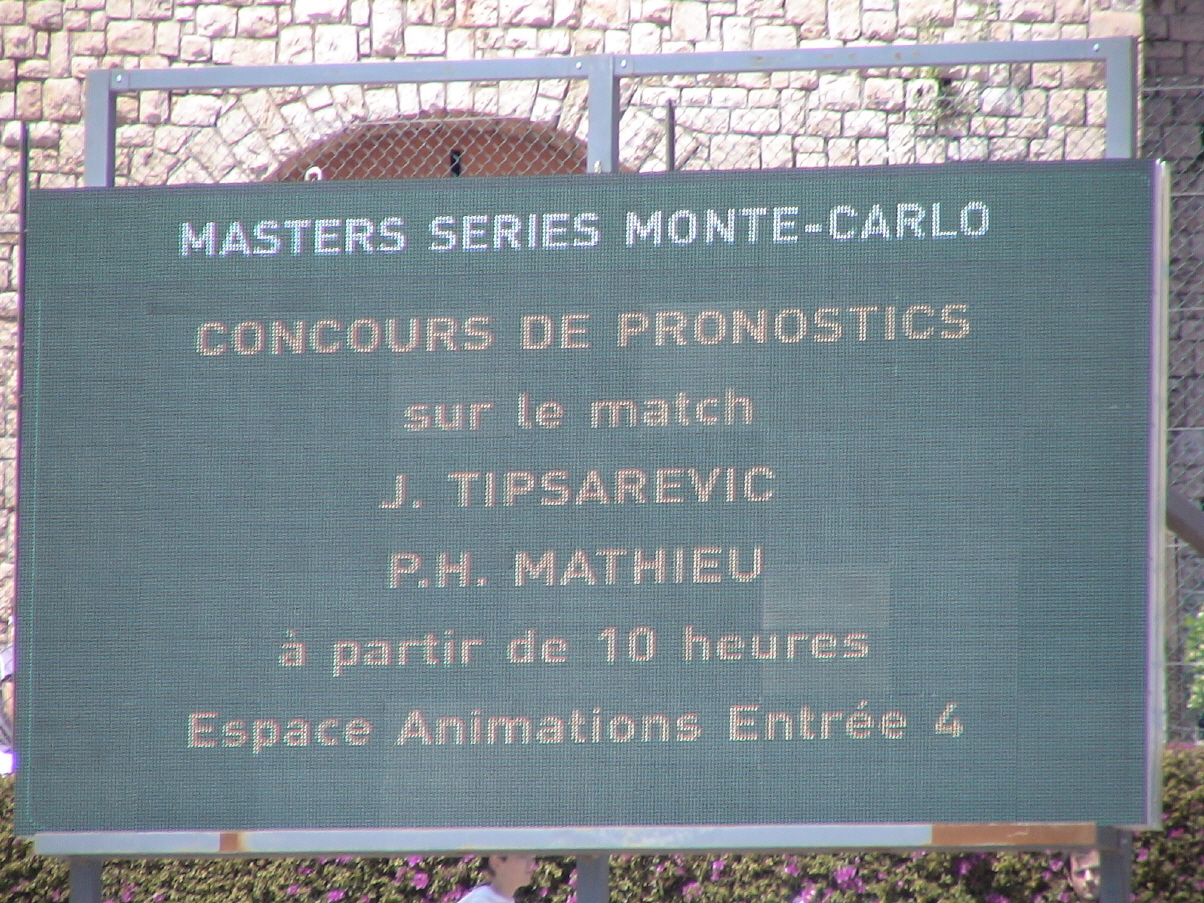 MASTERS SERIES MONTE-CARLO
CONCOURS DE PRONOSTICS
sur le match
J. TIPSAREVIC
P.H. MATHIEU
à partir de 10 heures
Espace Animations Entrée 4